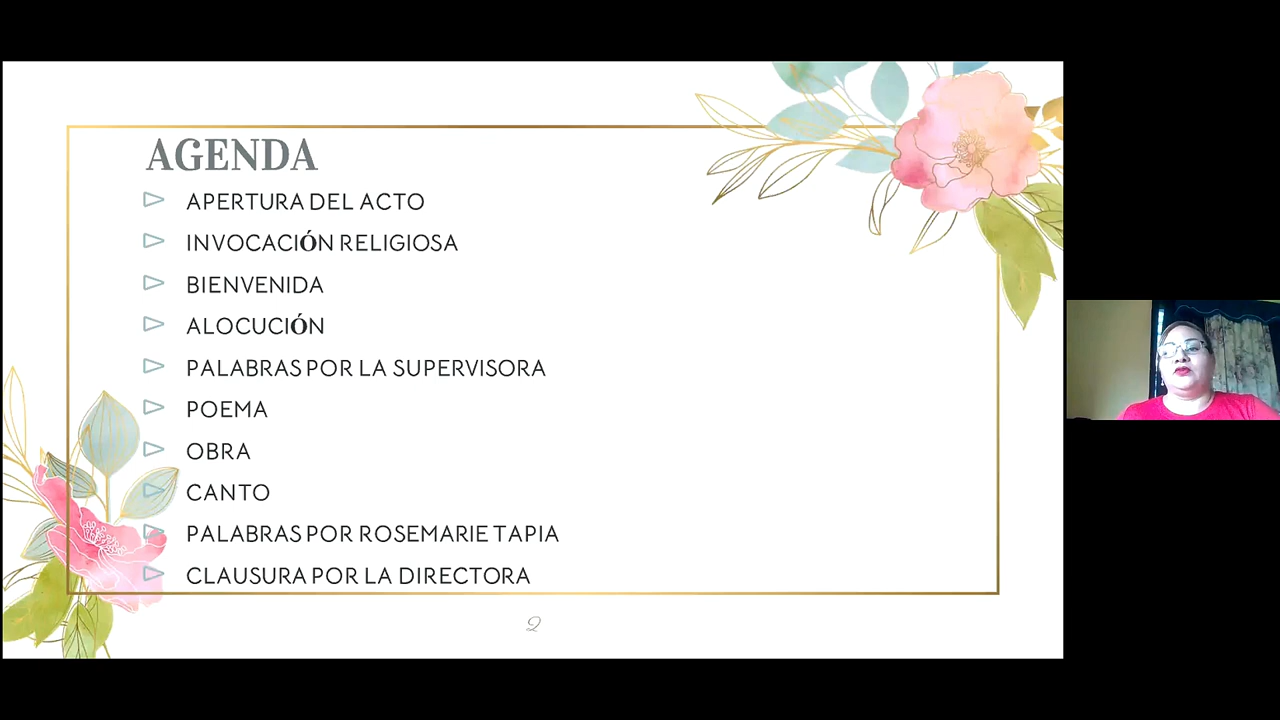 AGENDA
APERTURA DEL ACTO
INVOCACIÓN RELIGIOSA
BIENVENIDA
ALOCUCIÓN
PALABRAS POR LA SUPERVISORA
POEMA
OBRA
CANTO
PALABRAS POR ROSEMARIE TAPIA
CLAUSURA POR LA DIRECTORA
2